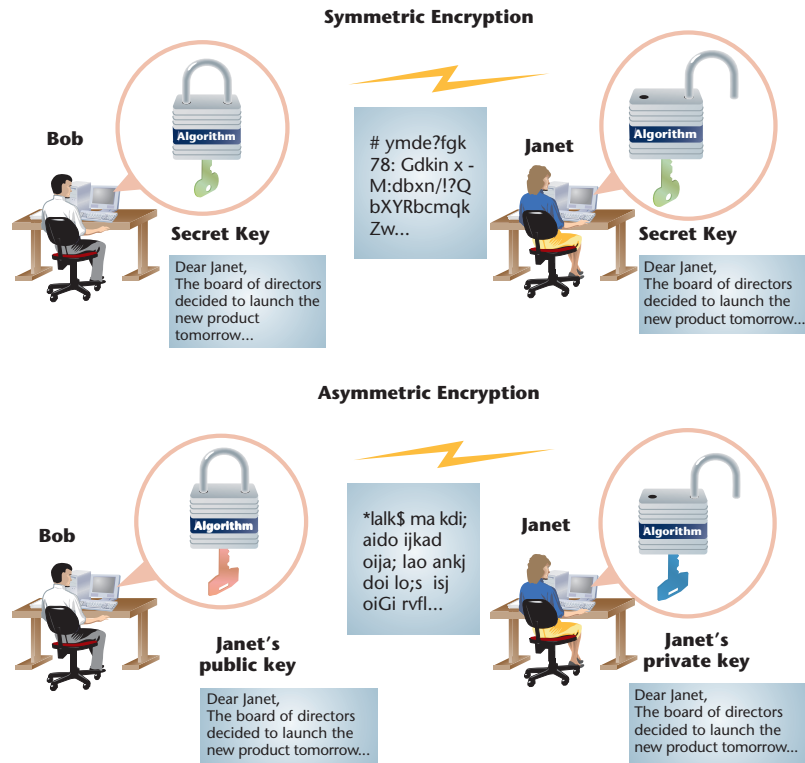 Symmetric Encryption
Bob
Algorithm
Secret Key
Dear Janet,
The board of directors
decided to launch the
new product
tomorrow...
# ymde?fgk
78: Gdkin x -
M:dbxn/!?Q
bXYRbcmqk
Zw...
Janet
Algorithm
Secret Key
Dear Janet,
The board of directors
decided to launch the
new product tomorrow...
Asymmetric Encryption
Bob
Algorithm
Janet's
public key
Dear Janet,
The board of directors
decided to launch the
new product tomorrow...
*lalk$ ma kdi;
aido ijkad
oija; lao ankj
doi lo;s isj
oiGi rvfl...
Janet
Algorithm
Janet's
private key
Dear Janet,
The board of directors
decided to launch the
new product tomorrow...